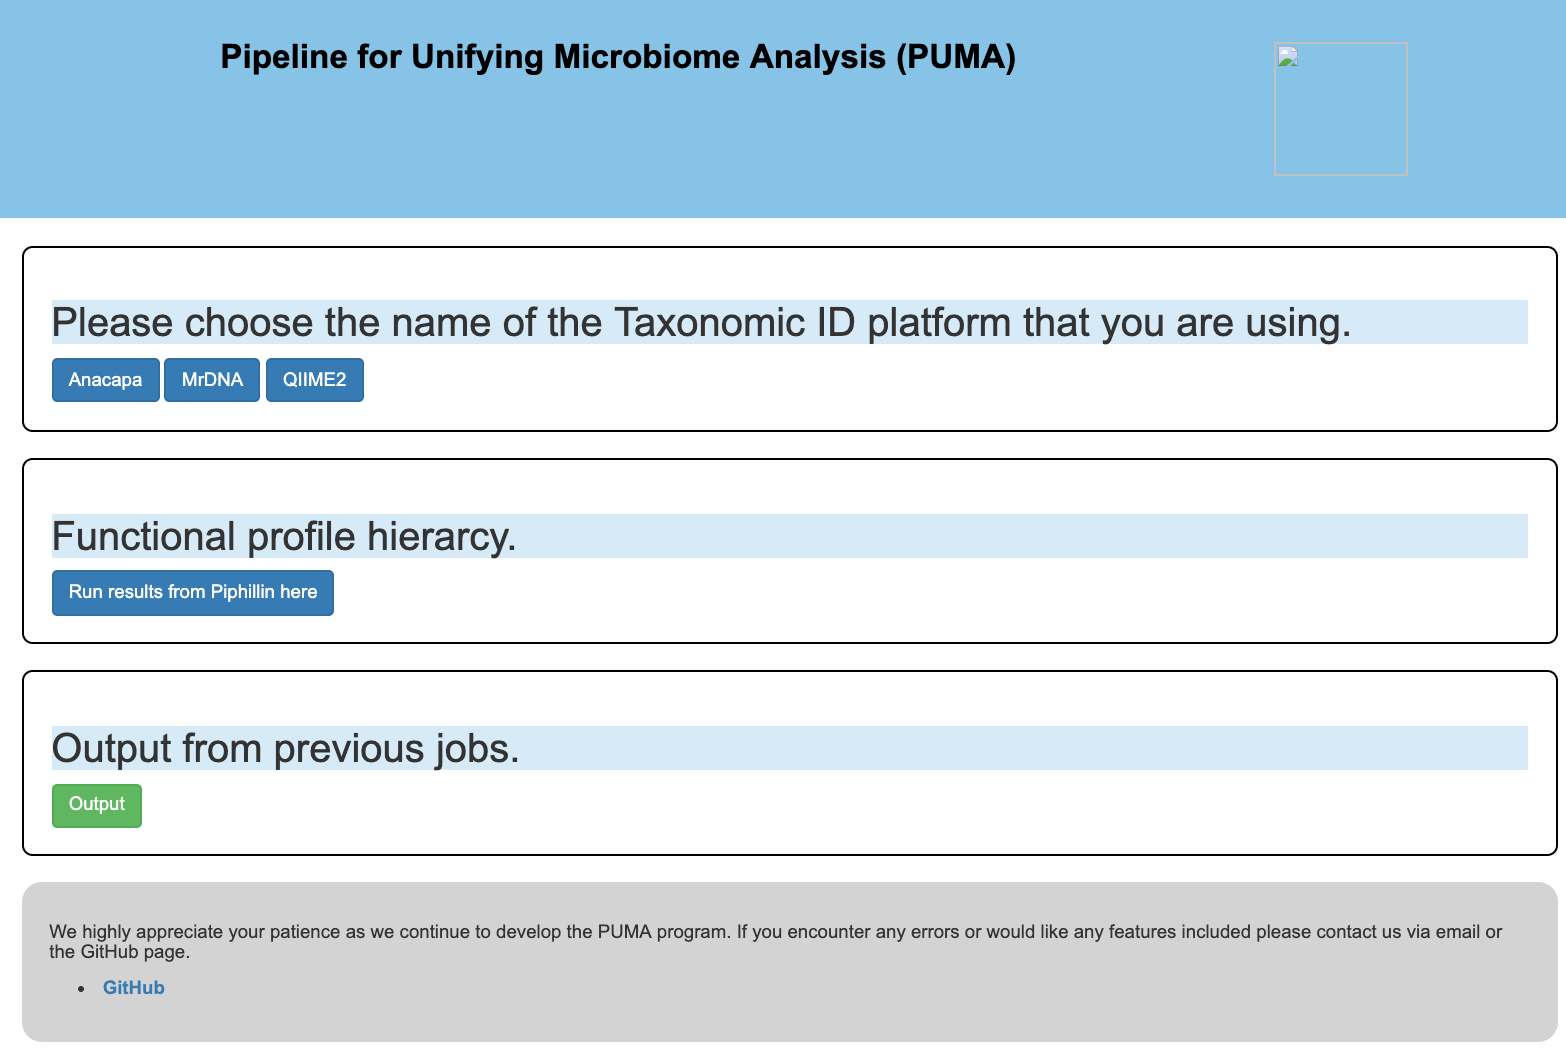 Pipeline for Unifying Microbiome Analysis (PUMA)
Please choose the name of the Taxonomic ID platform that you are using.
Anacapa MrDNA QIIME2
Functional profile hierarcy.
Run results from Piphillin here
Output from previous jobs.
Output
We highly appreciate your patience as we continue to develop the PUMA program. If you encounter any errors or would like any features included please contact us via email or
the GitHub page.
• GitHub